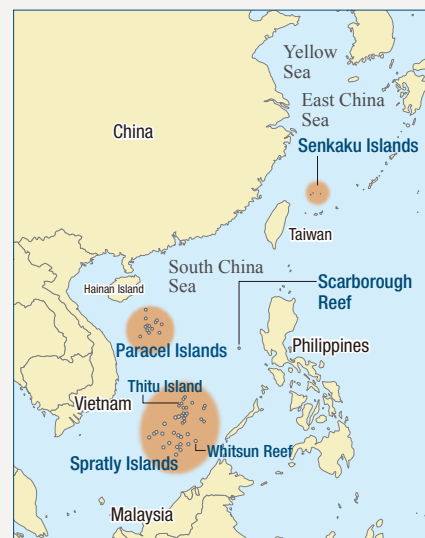 Yellow
Sea
East China
Sea
China
Senkaku Islands
Taiwan
South China
Sea
Hainan Island
Scarborough
Reef
Paracel Islands
Philippines
Thitu Island
Vietnam
Whitsun Reef
Spratly Islands
Malaysia